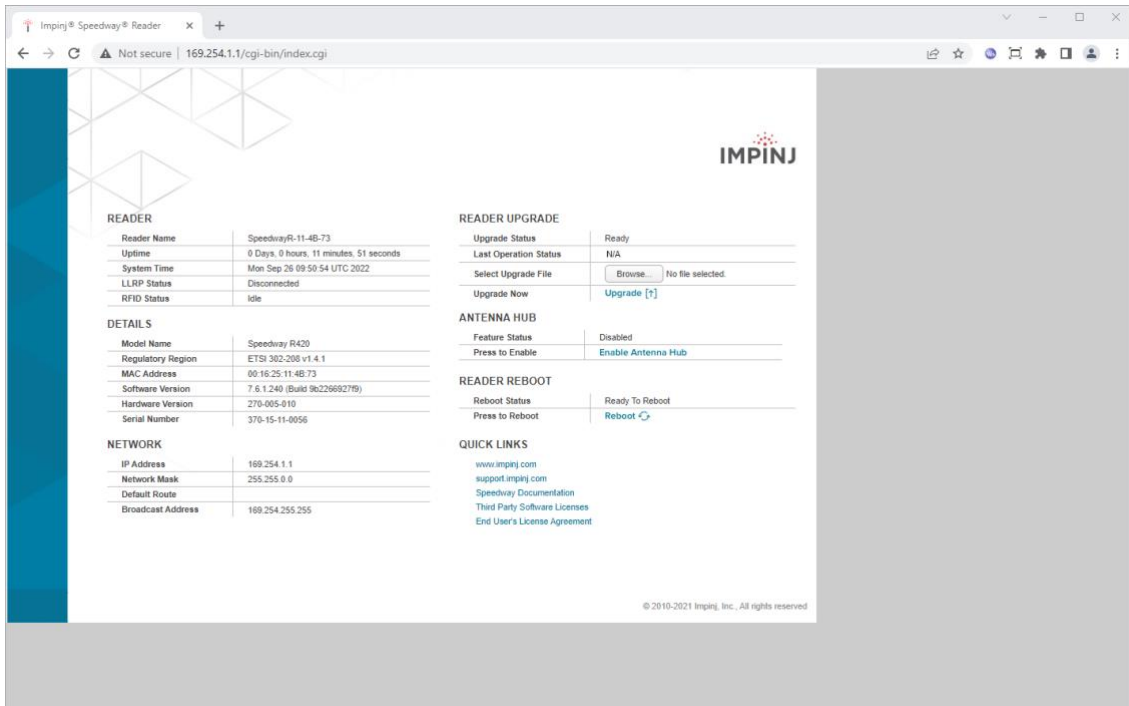 Impinj® Speedway® Reader
Not secure
169.254.1.1/cgi-bin/index.cgi
IMPINJ
READER
Reader Name SpeedwayR-11-4B-73
Uptime 0 Days, 0 hours, 11 minutes, 51 seconds
System Time Mon Sep 26 09:50:54 UTC 2022
LLRP Status Disconnected
RFID Status Idle
DETAILS
Model Name Speedway R420
Regulatory Region ETSI 302-208 v1.4.1
MAC Address 00:16:25:11:4B:73
Software Version 7.6.1.240 (Build 9b2266927f9)
Hardware Version 270-005-010
Serial Number 370-15-11-0056
NETWORK
IP Address 169.254.1.1
Network Mask 255.255.0.0
Default Route
Broadcast Address 169.254.255.255
READER UPGRADE
Upgrade Status Ready
Last Operation Status N/A
Select Upgrade File Browse... No file selected.
Upgrade Now Upgrade [↑]
ANTENNA HUB
Feature Status Disabled
Press to Enable Enable Antenna Hub
READER REBOOT
Reboot Status Ready To Reboot
Press to Reboot Reboot
QUICK LINKS
www.impinj.com
support.impinj.com
Speedway Documentation
Third Party Software Licenses
End User's License Agreement
© 2010-2021 Impinj, Inc., All rights reserved